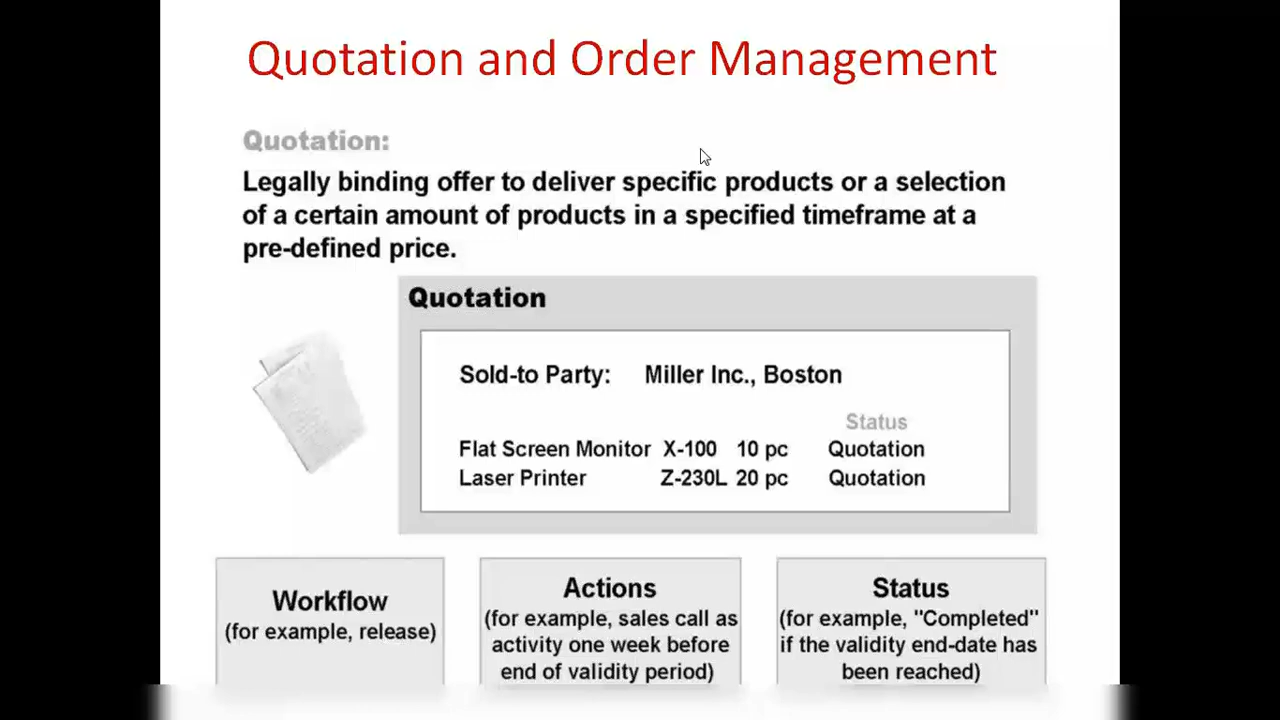 Quotation and Order Management
Quotation:
Legally binding offer to deliver specific products or a selection
of a certain amount of products in a specified timeframe at a
pre-defined price.
Quotation
Sold-to Party: Miller Inc., Boston
Status
Flat Screen Monitor X-100 10 pc Quotation
Laser Printer Z-230L 20 pc Quotation
Workflow
(for example, release)
Actions
(for example, sales call as
activity one week before
end of validity period)
Status
(for example, "Completed"
if the validity end-date has
been reached)